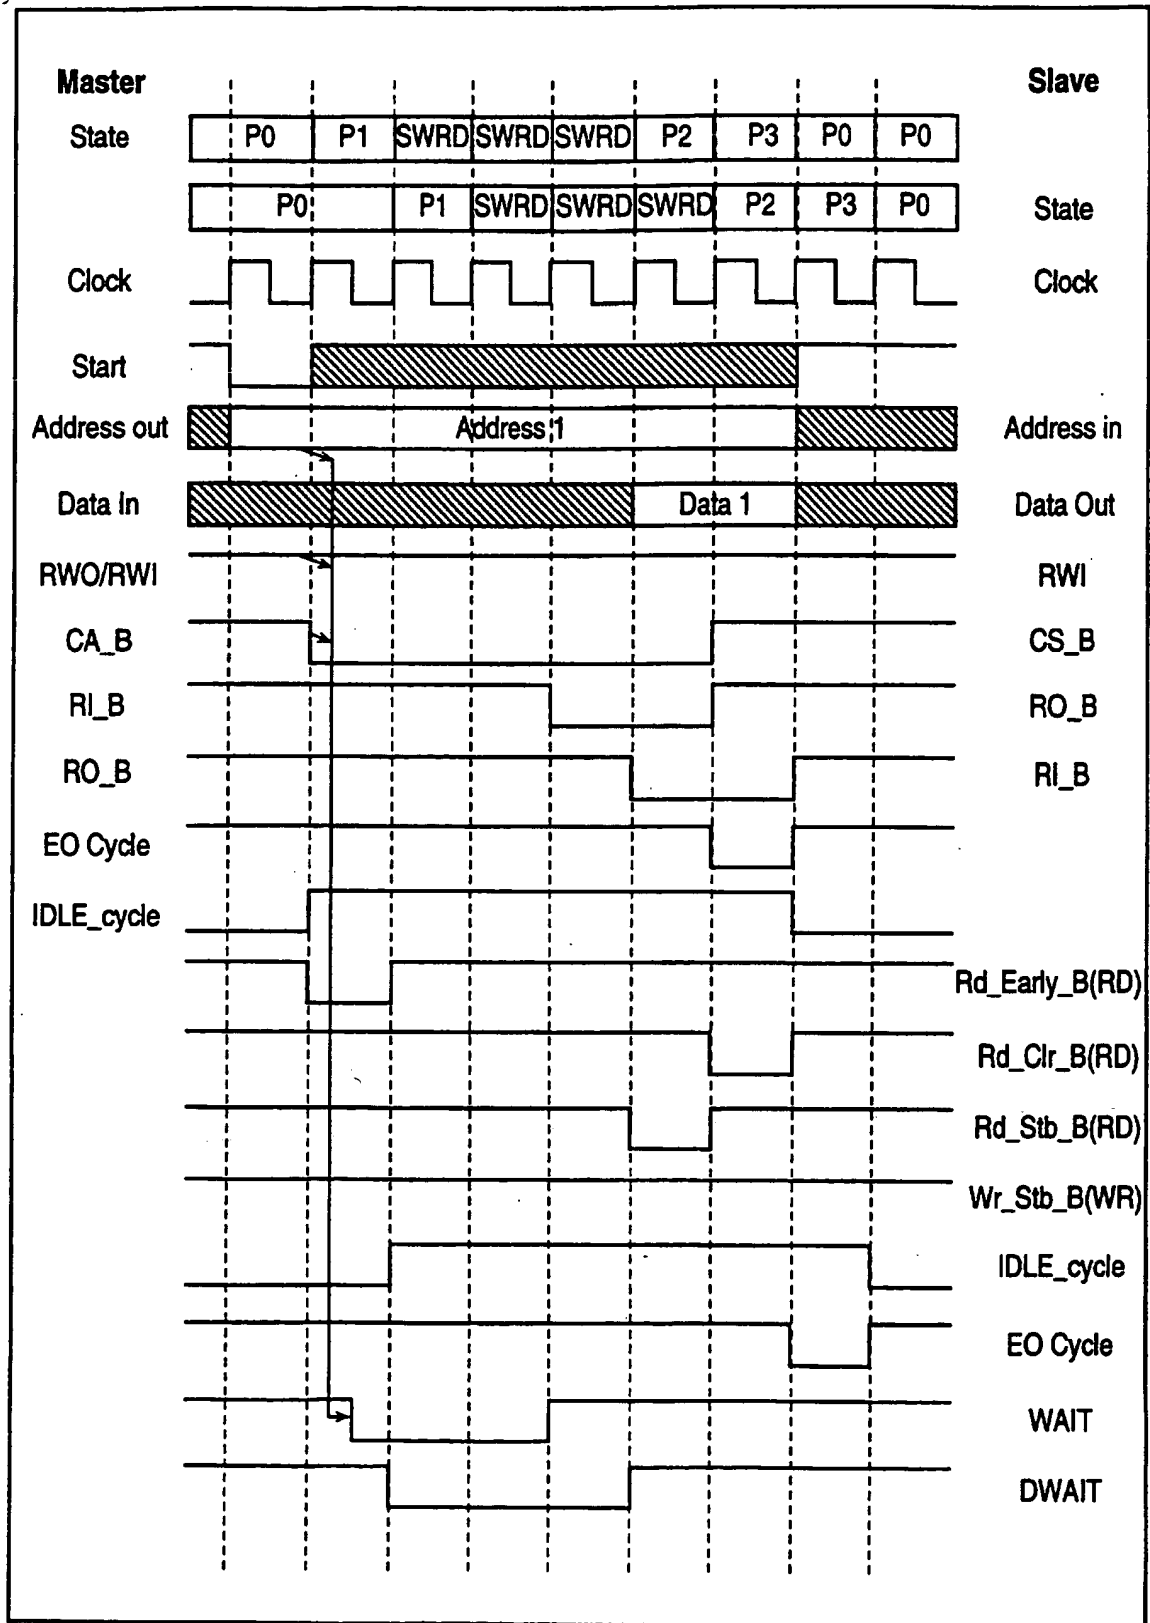 Master Slave
State P0 P1 SWRD SWRD SWRD P2 P3 P0 P0
P0 P1 SWRD SWRD SWRD P2 P3 P0 State
Clock Clock
Start
Address out Address 1 Address in
Data In Data 1 Data Out
RWO/RWI RWI
CA_B CS_B
RI_B RO_B
RO_B RI_B
EO Cycle
IDLE_cycle
Rd_Early_B(RD)
Rd_Clr_B(RD)
Rd_Stb_B(RD)
Wr_Stb_B(WR)
IDLE_cycle
EO Cycle
WAIT
DWAIT